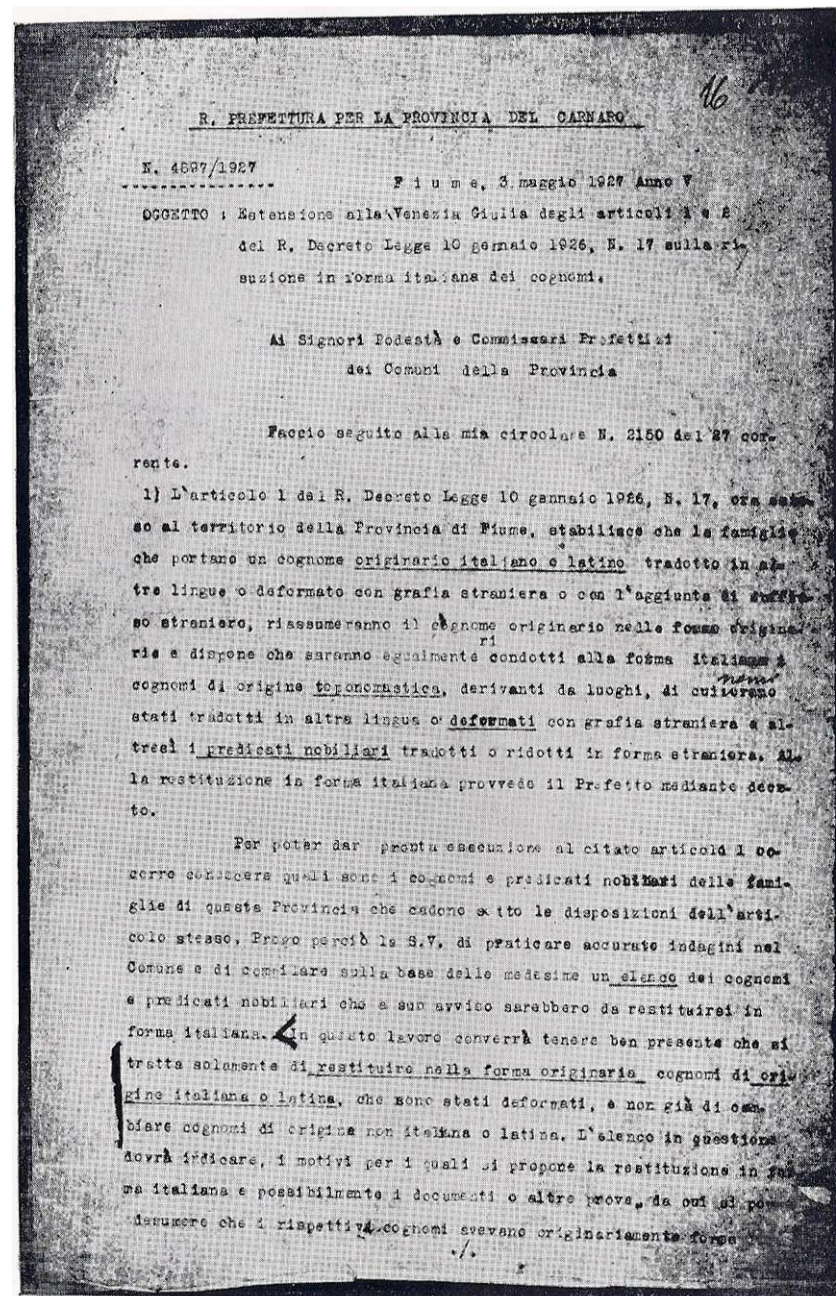 16
R. PREFETTURA PER LA PROVINCIA DEL CARNARO
N. 4897/1927
Fiume, 3 maggio 1927 Anno V
OGGETTO : Estensione alla Venezia Giulia degli articoli 1 e 2
del R. Decreto Legge 10 gennaio 1926, N. 17 sulla ri-
suzione in forma italiana dei cognomi.
Ai Signori Podestà e Commissari Prefettizi
dei Comuni della Provincia
Faccio seguito alla mia circolare N. 2150 del 27 cor-
rente.
1) L'articolo 1 del R. Decreto Legge 10 gennaio 1926, N. 17, ora
so al territorio della Provincia di Fiume, stabilisce che le famiglie
che portano un cognome originario italiano o latino tradotto in al-
tre lingue o deformato con grafia straniera o con l'aggiunta di suffis-
so straniero, riassumeranno il cognome originario nelle forme origina-
ri
rie e dispone che saranno egualmente condotti alla forma italiana i
nomi
cognomi di origine toponomastica, derivanti da luoghi, di cui erano
stati tradotti in altra lingua o deformati con grafia straniera e al-
tresì i predicati nobiliari tradotti o ridotti in forma straniera. Al-
la restituzione in forma italiana provvede il Prefetto mediante decre-
to.
Per poter dar pronta esecuzione al citato articolo 1 oc-
corre conoscere quali sono i cognomi e predicati nobiliari delle fami-
glie di questa Provincia che cadono sotto le disposizioni dell'arti-
colo stesso. Prego perciò la S.V. di praticare accurate indagini nel
Comune e di compilare sulla base delle medesime un elenco dei cognomi
e predicati nobiliari che a suo avviso sarebbero da restituirsi in
forma italiana. In questo lavoro converrà tenere ben presente che si
tratta solamente di restituire nella forma originaria cognomi di ori-
gine italiana o latina, che sono stati deformati, e non già di cam-
biare cognomi di origine non italiana o latina. L'elenco in questione
dovrà indicare, i motivi per i quali si propone la restituzione in for
ma italiana e possibilmente i documenti o altre prove, da cui si
desumere che i rispettivi cognomi avevano originariamente forma
./.